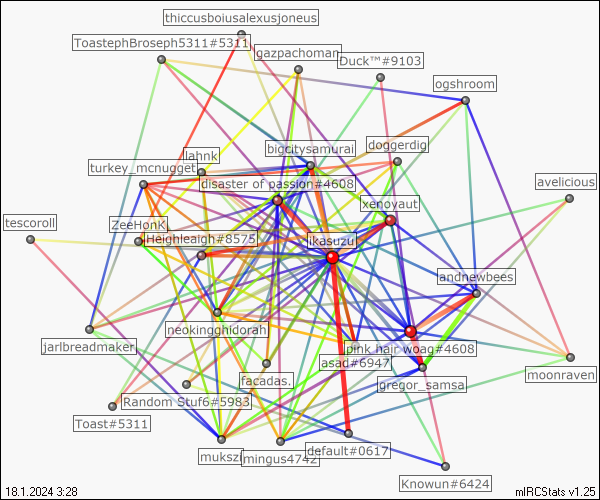 thiccusboiusalexusjoneus
ToastephBroseph5311#5311
gazpachoman
Duck™#9103
ogshroom
bigcitysamurai
doggerdig
lahnk
turkey_mcnugget
disaster of passion#4608
avelicious
xenoyaut
tescoroll
ZeeHonK
Heighleaigh#8575
ikasuzu
andnewbees
neokingghidorah
jarlbreadmaker
pink hair woag#4608
asad#6947
moonraven
facadas.
gregor_samsa
Random Stuf6#5983
Toast#5311
mukszi
mingus4742
default#0617
Knowun#6424
18.1.2024 3:28
mIRCStats v1.25